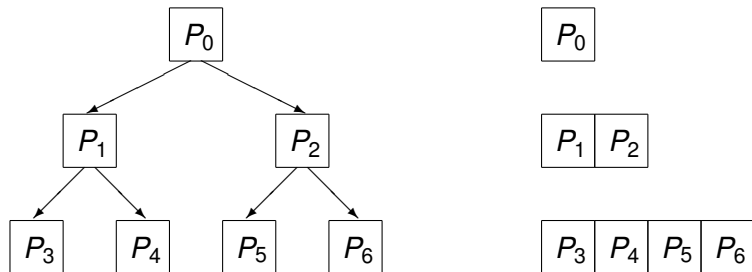 P₀ P₀
P₁ P₂ P₁ P₂
P₃ P₄ P₅ P₆ P₃ P₄ P₅ P₆